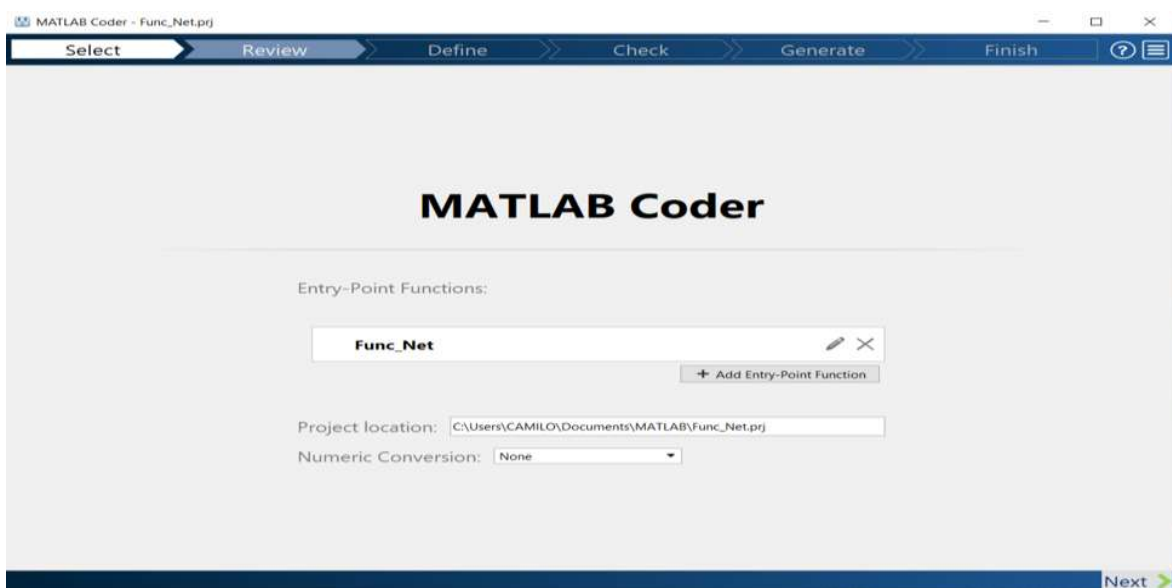 MATLAB Coder - Func_Net.prj
Select Review Define Check Generate Finish ?
MATLAB Coder
Entry-Point Functions:
Func_Net
+ Add Entry-Point Function
Project location: C:\Users\CAMILO\Documents\MATLAB\Func_Net.prj
Numeric Conversion: None
Next